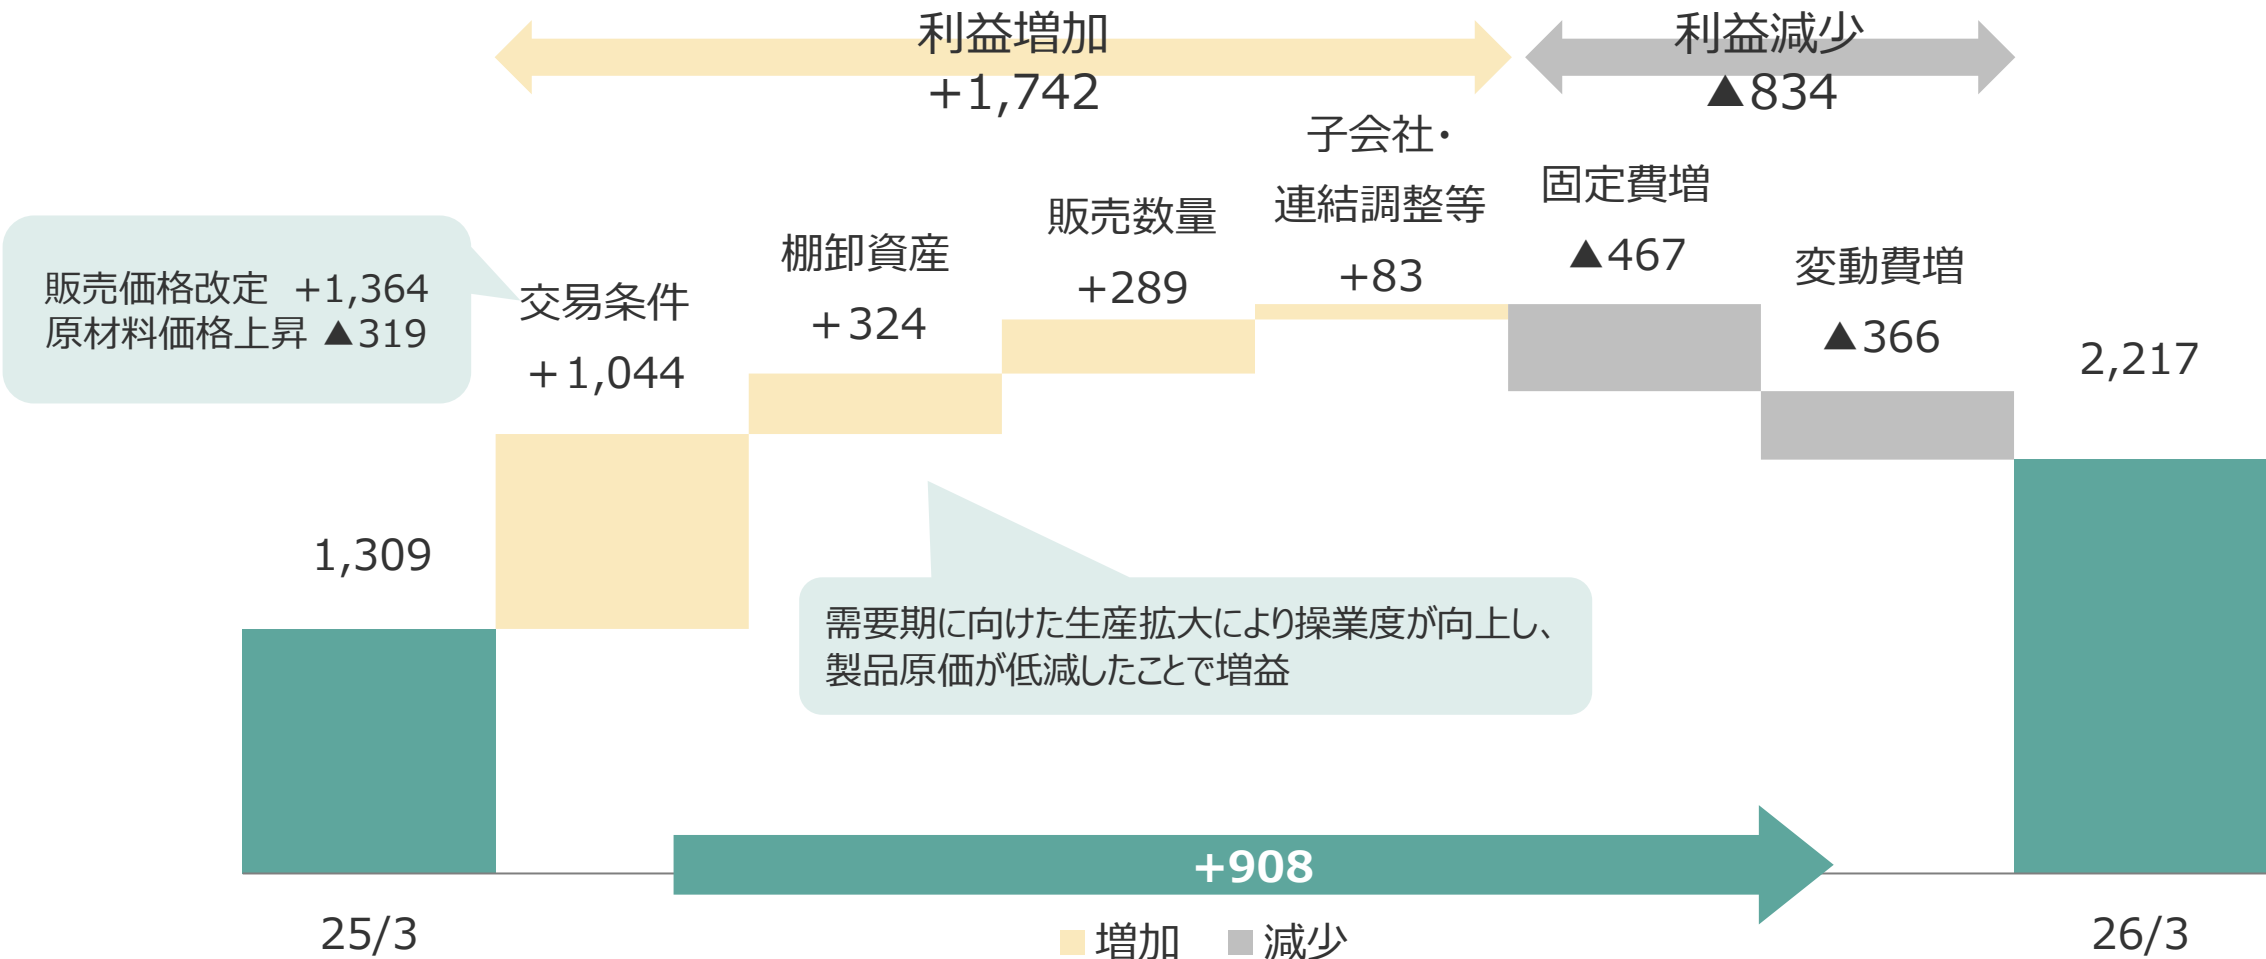 利益増加
+1,742
利益減少
▲834
販売価格改定 +1,364
原材料価格上昇 ▲319
交易条件
+1,044
棚卸資産
+324
販売数量
+289
子会社・
連結調整等
+83
固定費増
▲467
変動費増
▲366
2,217
1,309
需要期に向けた生産拡大により操業度が向上し、
製品原価が低減したことで増益
+908
25/3
増加
減少
26/3